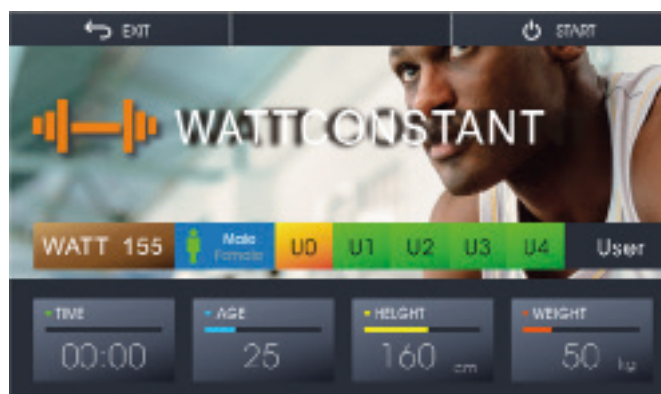 EXIT
START
WATTCONSTANT
WATT 155 Male Female U0 U1 U2 U3 U4 User
TIME AGE HELGHT WEIGHT
00:00 25 160 cm 50 kg